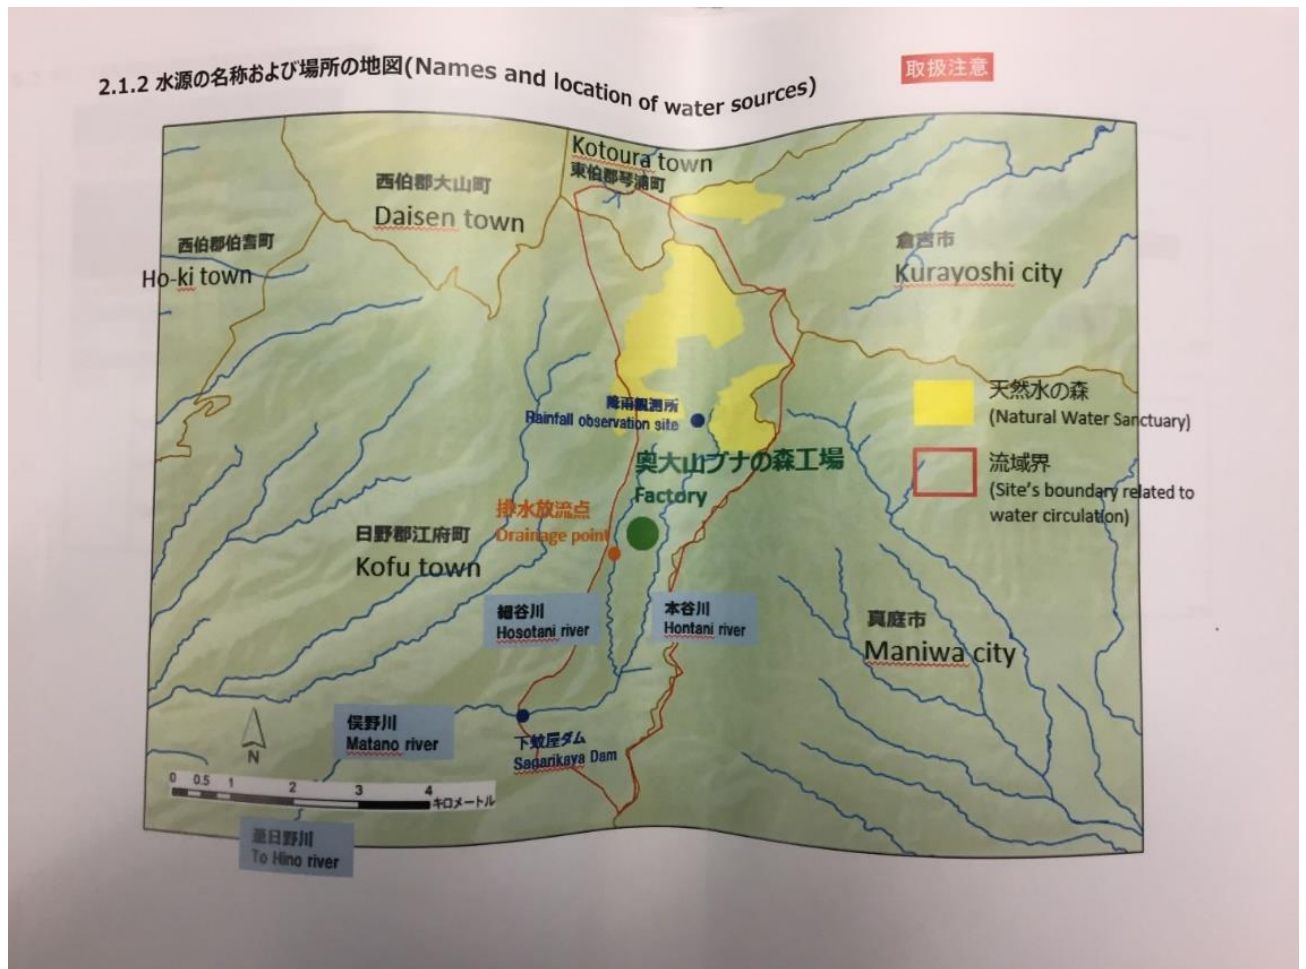 2.1.2 水源の名称および場所の地図(Names and location of water sources)
取扱注意
Kotoura town
東伯郡琴浦町
西伯郡大山町
Daisen town
西伯郡伯耆町
Ho-ki town
倉吉市
Kurayoshi city
天然水の森
(Natural Water Sanctuary)
降雨観測所
Rainfall observation site
奥大山ブナの森工場
Factory
流域界
(Site's boundary related to
water circulation)
排水放流点
Drainage point
日野郡江府町
Kofu town
細谷川
Hosotani river
本谷川
Hontani river
真庭市
Maniwa city
俣野川
Matano river
下蚊屋ダム
Sagarikaya Dam
N
0 0.5 1 2 3 4
キロメートル
至日野川
To Hino river